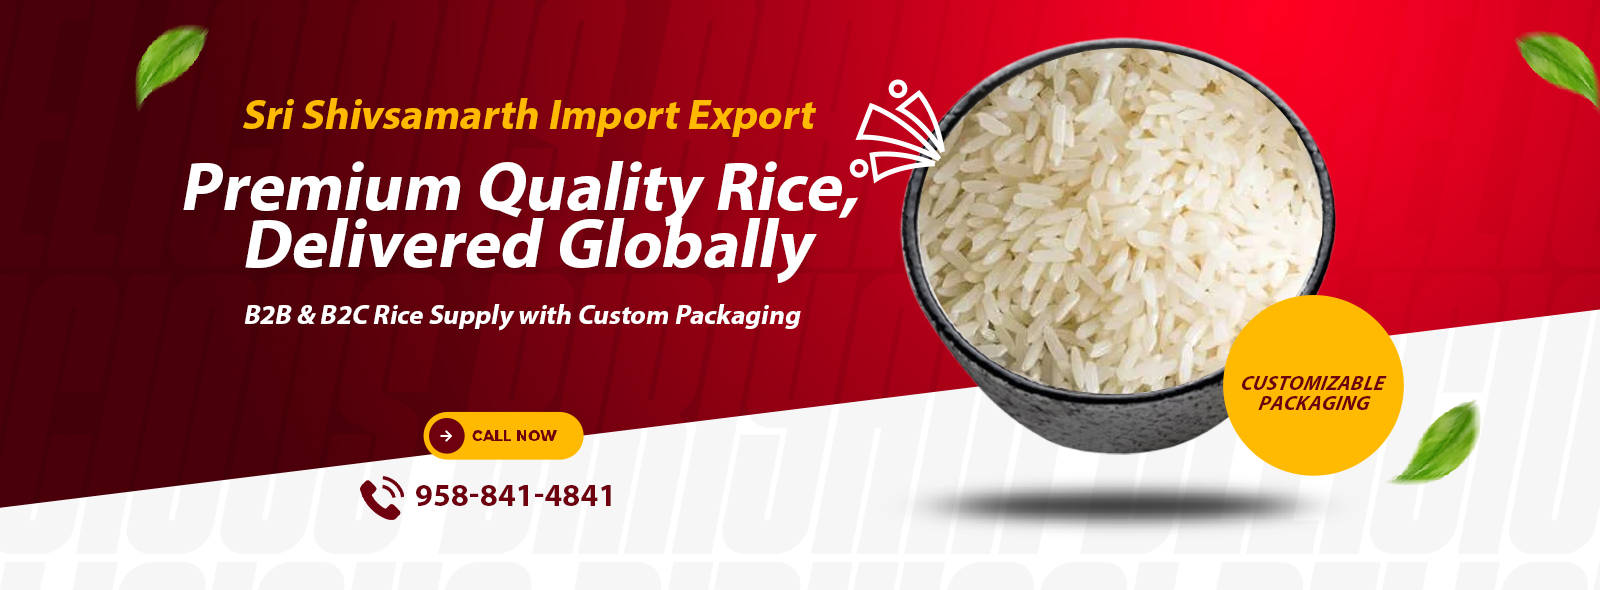 Sri Shivsamarth Import Export
Premium Quality Rice,
Delivered Globally
B2B & B2C Rice Supply with Custom Packaging
CALL NOW
958-841-4841
CUSTOMIZABLE
PACKAGING